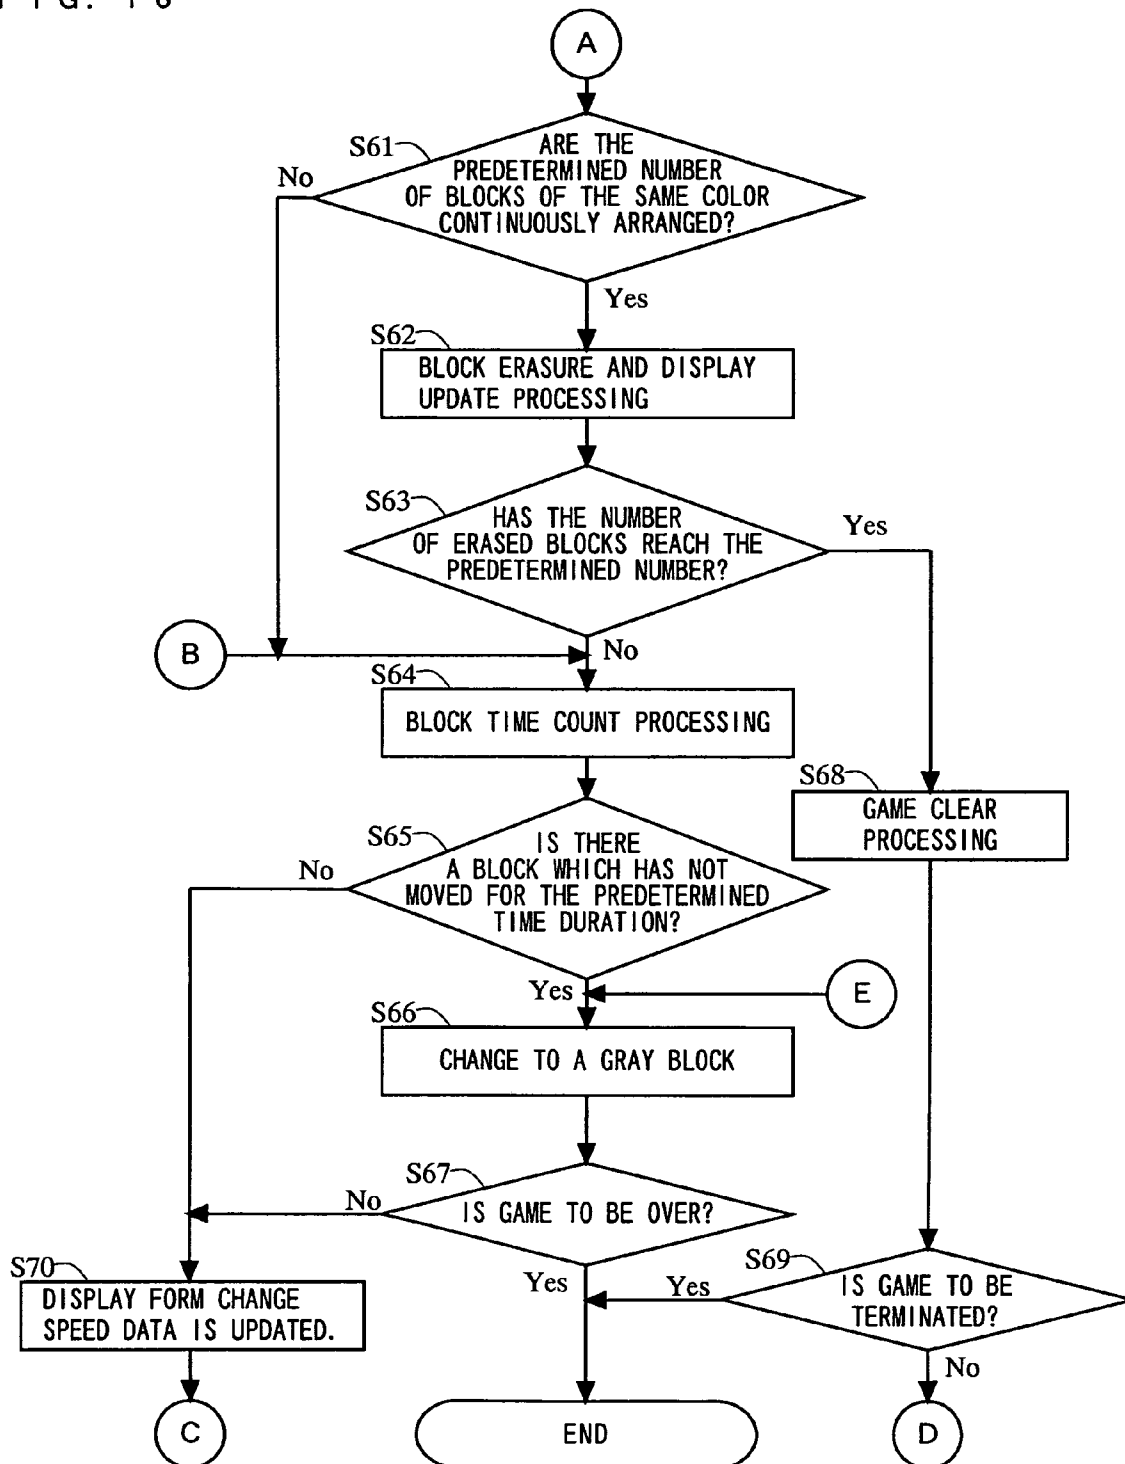 FIG. 16
A
S61
ARE THE
PREDETERMINED NUMBER
OF BLOCKS OF THE SAME COLOR
CONTINUOUSLY ARRANGED?
No
Yes
S62
BLOCK ERASURE AND DISPLAY
UPDATE PROCESSING
S63
HAS THE NUMBER
OF ERASED BLOCKS REACH THE
PREDETERMINED NUMBER?
Yes
B
No
S64
BLOCK TIME COUNT PROCESSING
S68
GAME CLEAR
PROCESSING
S65
IS THERE
A BLOCK WHICH HAS NOT
MOVED FOR THE PREDETERMINED
TIME DURATION?
No
Yes
E
S66
CHANGE TO A GRAY BLOCK
S67
No
IS GAME TO BE OVER?
S70
DISPLAY FORM CHANGE
SPEED DATA IS UPDATED.
Yes
Yes
S69
IS GAME TO BE
TERMINATED?
No
C
END
D